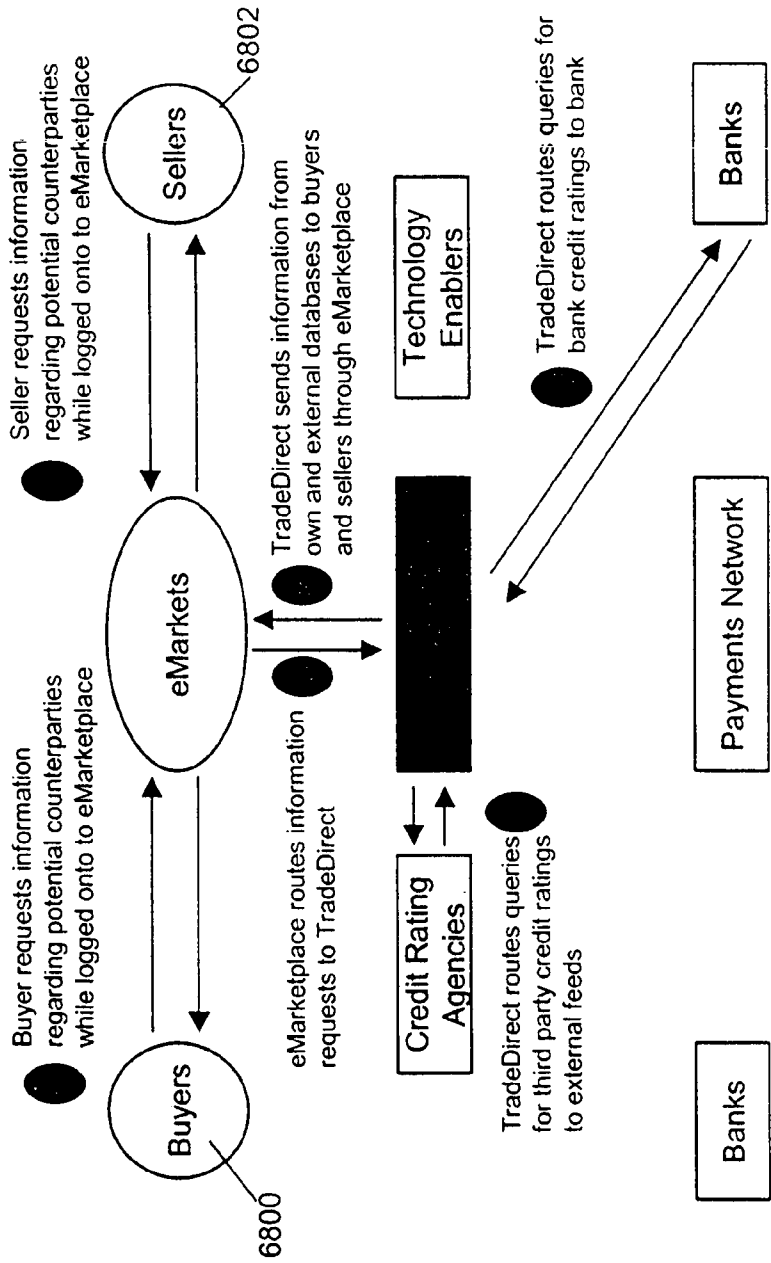 Buyer requests information
regarding potential counterparties
while logged onto to eMarketplace
Seller requests information
regarding potential counterparties
while logged onto to eMarketplace
Buyers
6800
eMarkets
Sellers
6802
eMarketplace routes information
requests to TradeDirect
TradeDirect sends information from
own and external databases to buyers
and sellers through eMarketplace
Credit Rating
Agencies
Technology
Enablers
TradeDirect routes queries
for third party credit ratings
to external feeds
TradeDirect routes queries for
bank credit ratings to bank
Banks
Payments Network
Banks